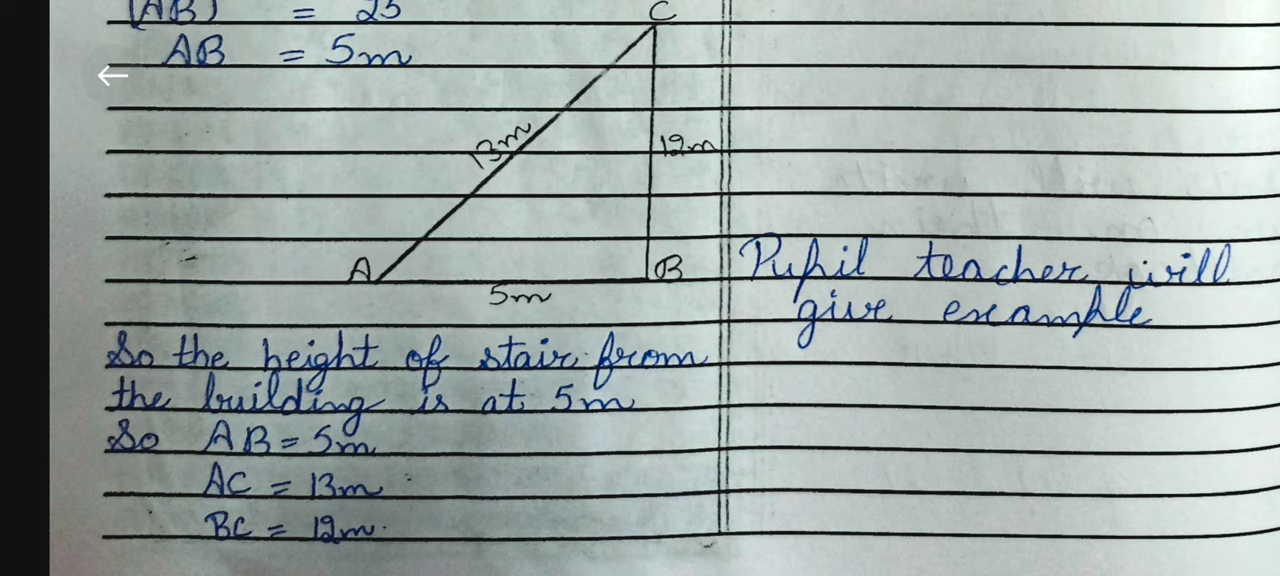 (AB) = 25
AB = 5m
C
13m
12m
A
B
5m
Pupil teacher will
give example
So the height of stair from
the building is at 5m
So AB = 5m
AC = 13m
BC = 12m.